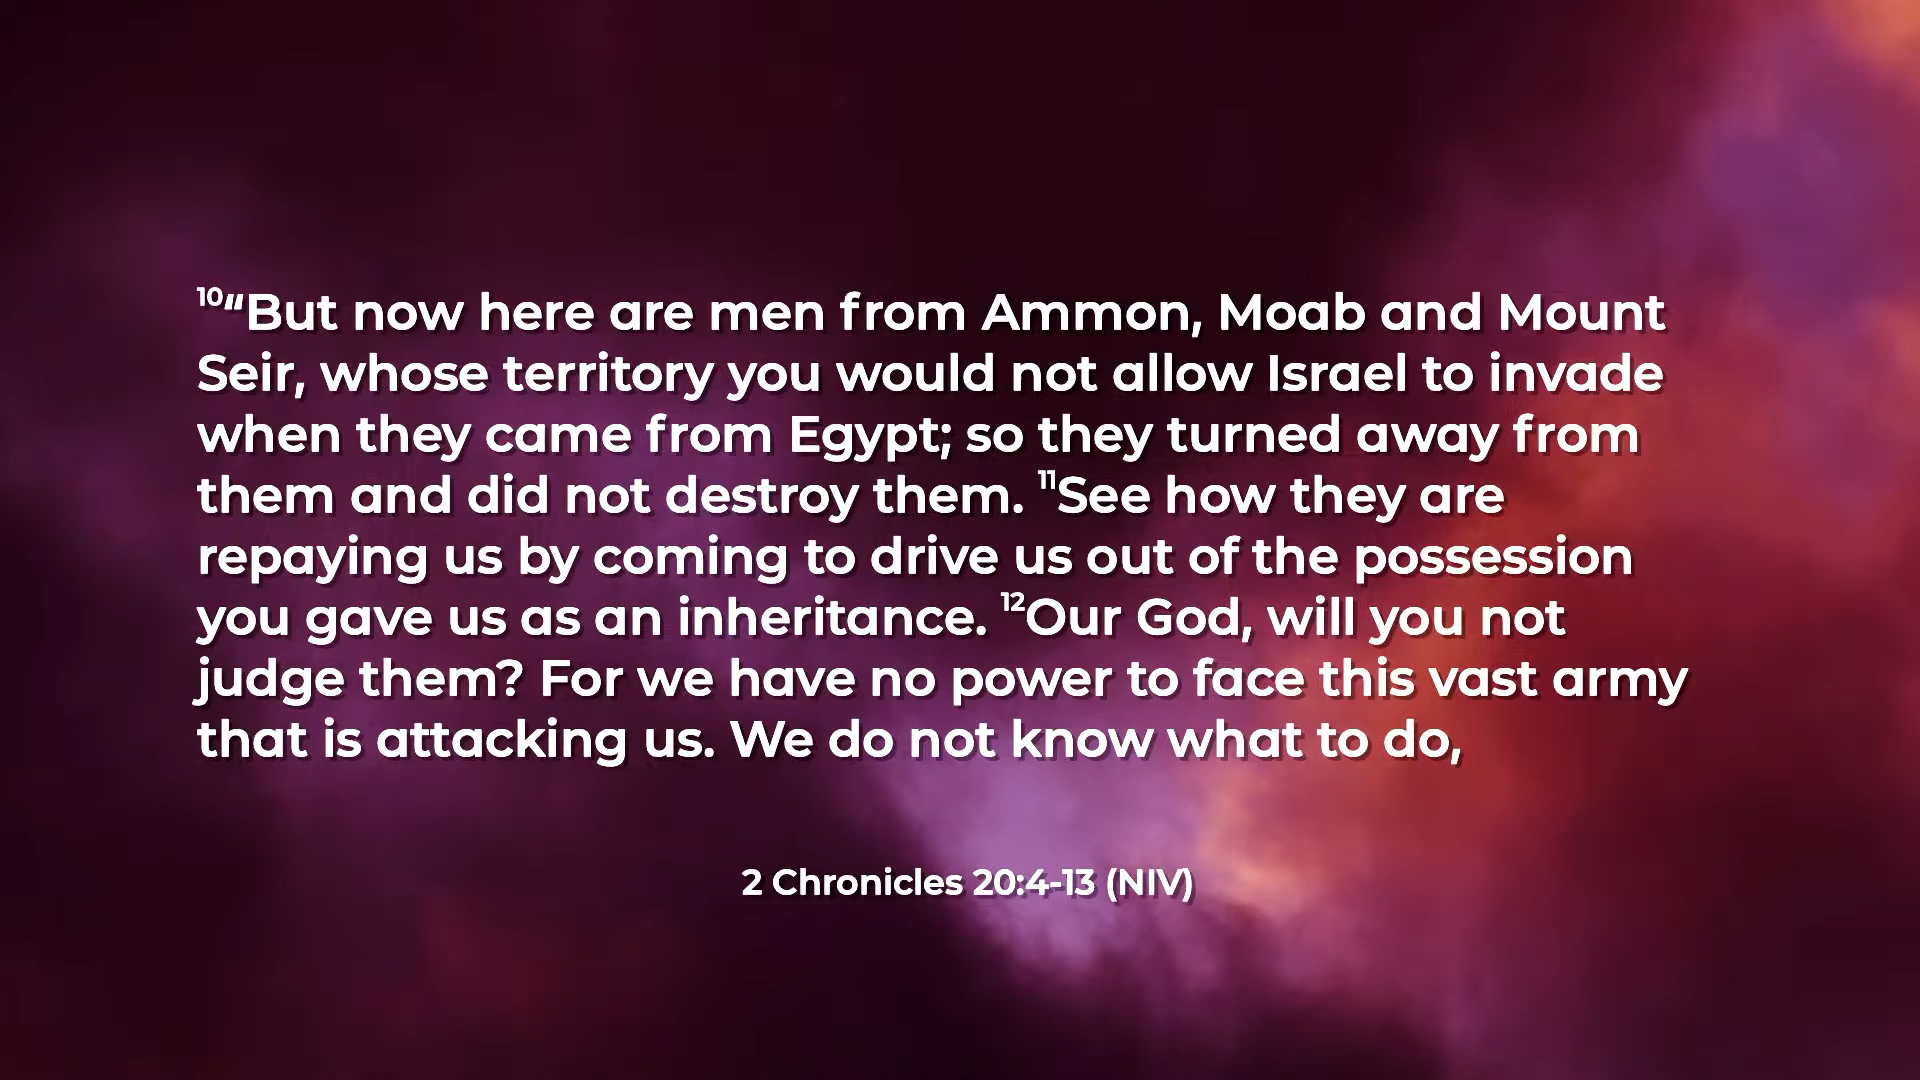 10“But now here are men from Ammon, Moab and Mount
Seir, whose territory you would not allow Israel to invade
when they came from Egypt; so they turned away from
them and did not destroy them. 11See how they are
repaying us by coming to drive us out of the possession
you gave us as an inheritance. 12Our God, will you not
judge them? For we have no power to face this vast army
that is attacking us. We do not know what to do,
2 Chronicles 20:4-13 (NIV)